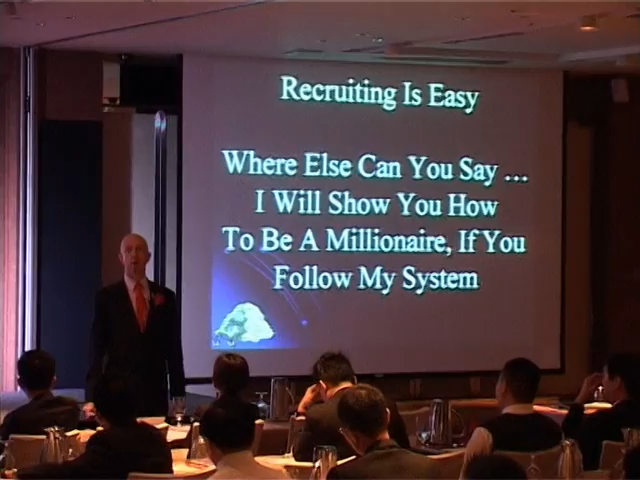 Recruiting Is Easy
Where Else Can You Say ...
I Will Show You How
To Be A Millionaire, If You
Follow My System